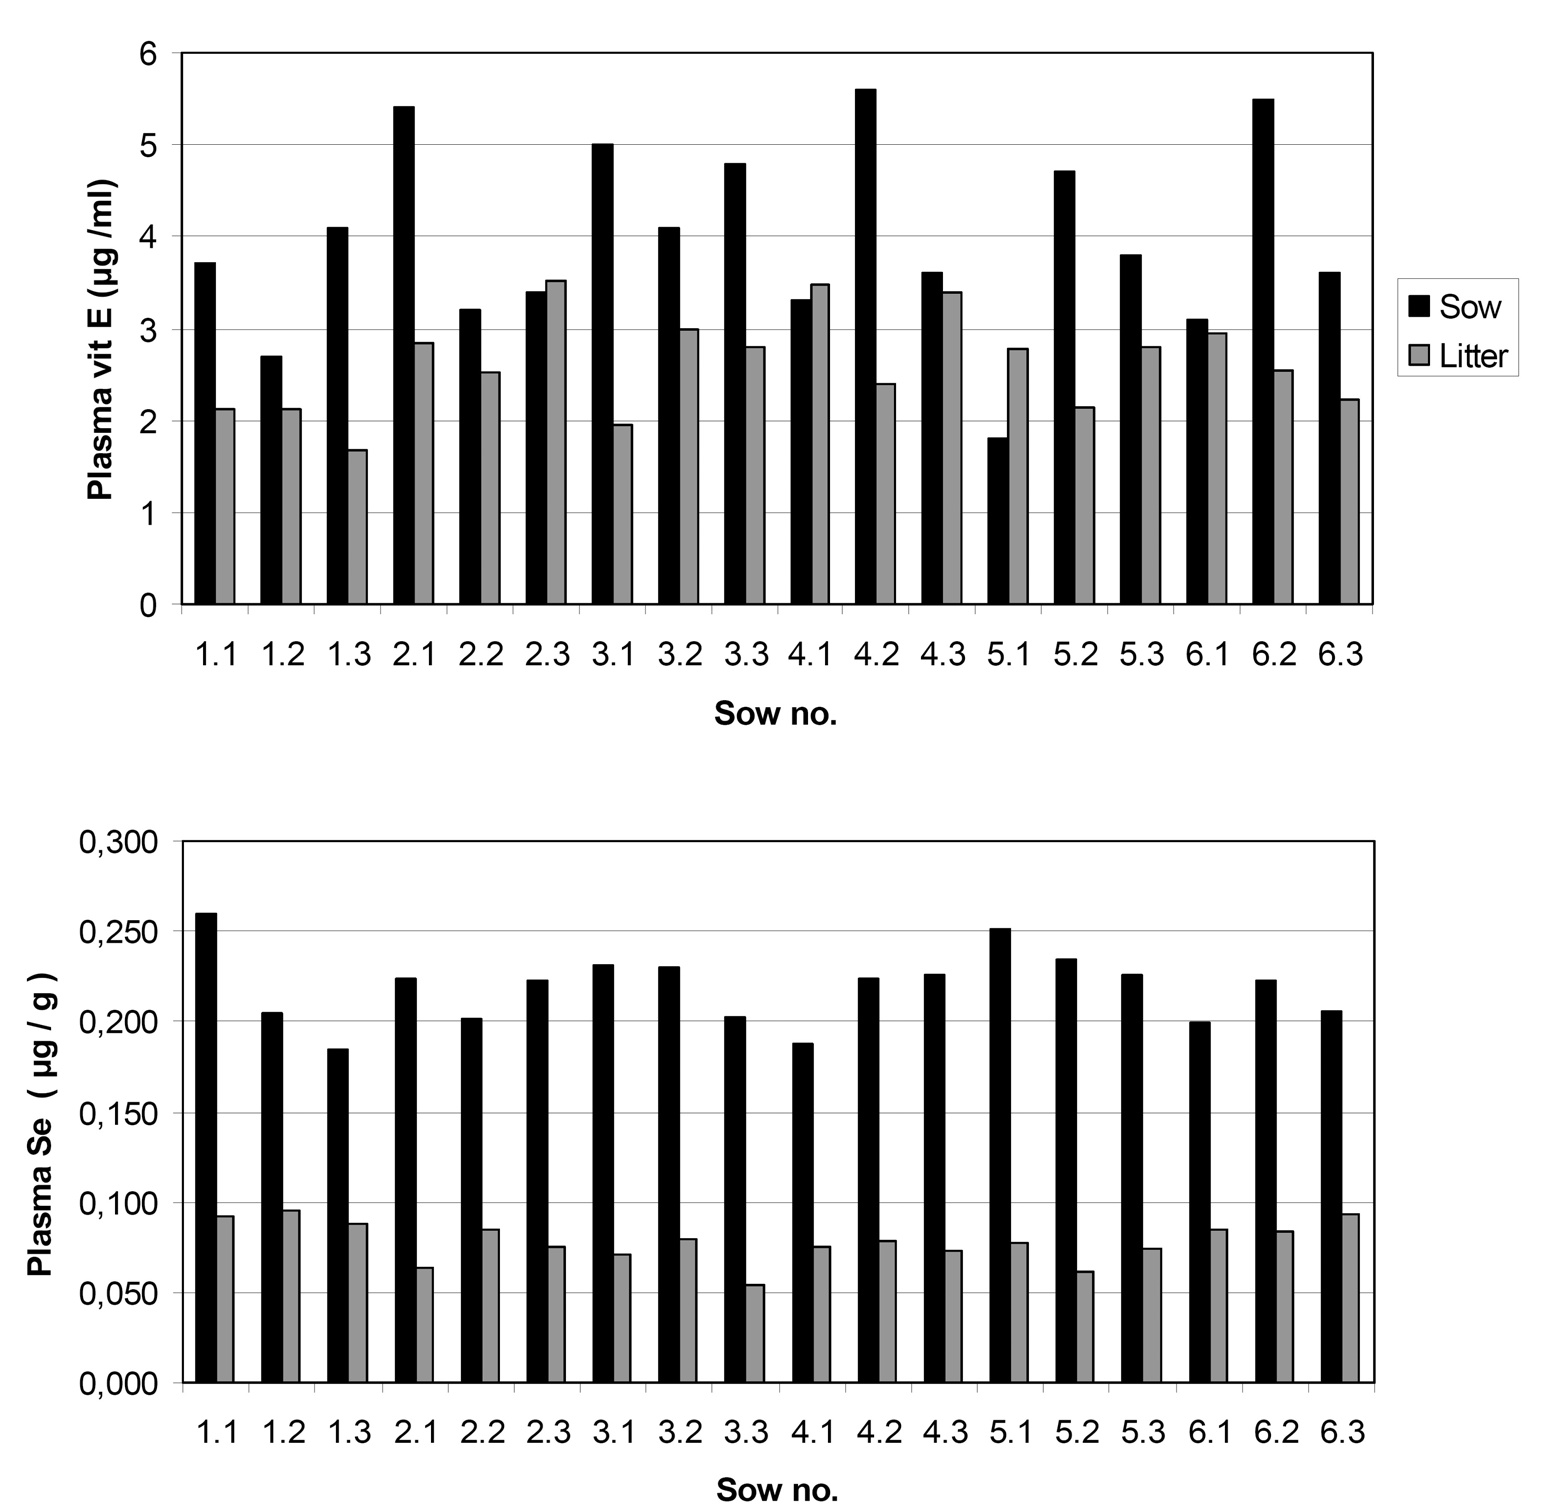 6
5
4
3
2
1
0
Plasma vit E (µg /ml)
1.1 1.2 1.3 2.1 2.2 2.3 3.1 3.2 3.3 4.1 4.2 4.3 5.1 5.2 5.3 6.1 6.2 6.3
Sow no.
Sow
Litter
0,300
0,250
0,200
0,150
0,100
0,050
0,000
Plasma Se ( µg / g )
1.1 1.2 1.3 2.1 2.2 2.3 3.1 3.2 3.3 4.1 4.2 4.3 5.1 5.2 5.3 6.1 6.2 6.3
Sow no.